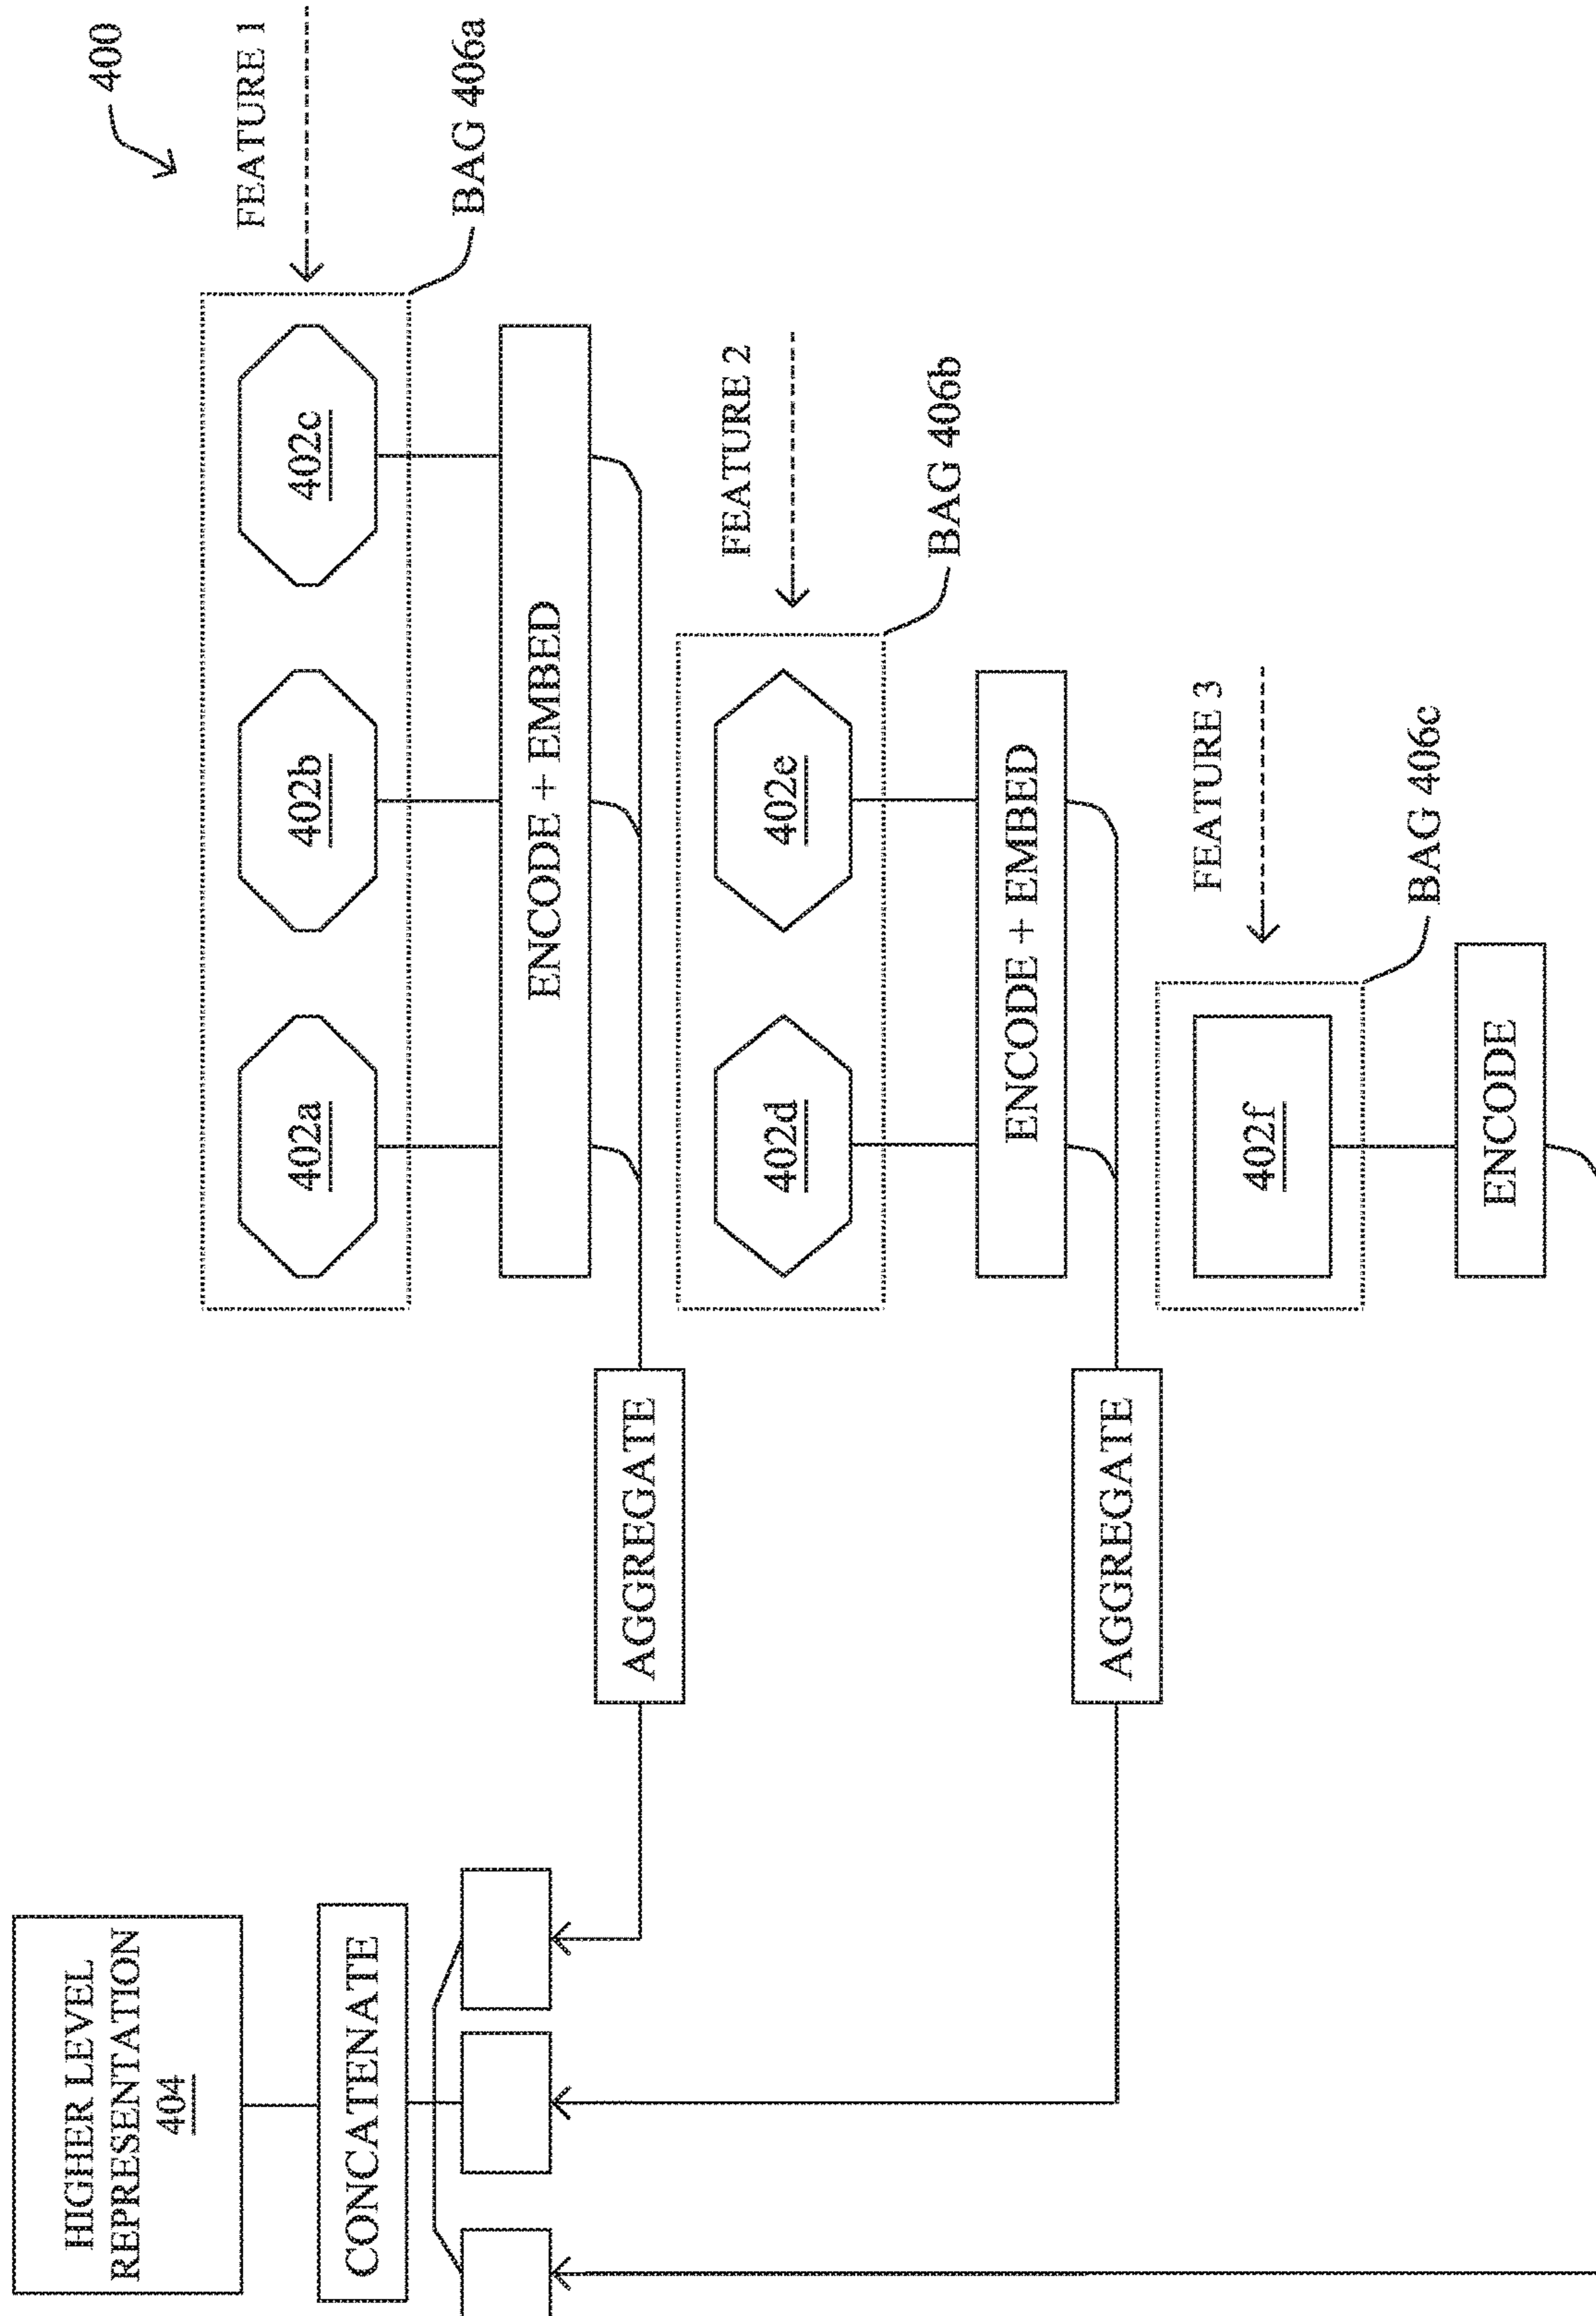 400
HIGHER LEVEL
REPRESENTATION
404
CONCATENATE
FEATURE 1
402a
402b
402c
BAG 406a
ENCODE + EMBED
AGGREGATE
FEATURE 2
402d
402e
BAG 406b
ENCODE + EMBED
AGGREGATE
FEATURE 3
402f
BAG 406c
ENCODE